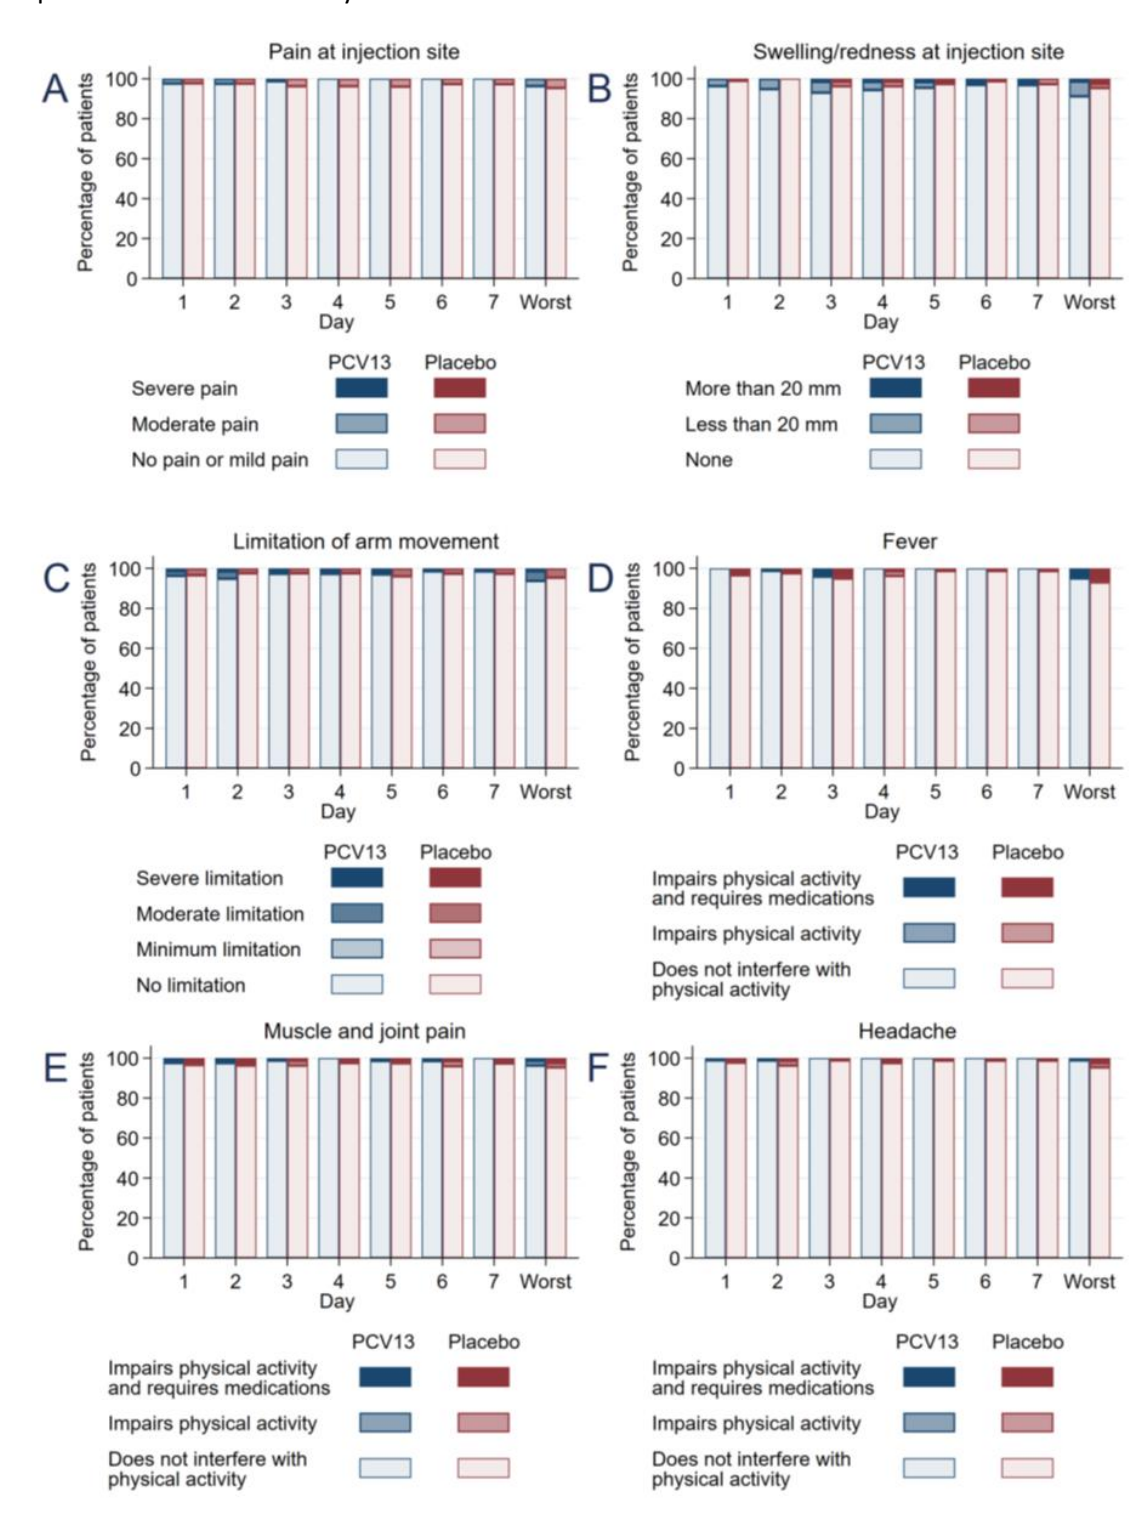 Pain at injection site
A
Percentage of patients
100
80
60
40
20
0
1 2 3 4 5 6 7 Worst
Day
PCV13 Placebo
Severe pain
Moderate pain
No pain or mild pain
Swelling/redness at injection site
B
Percentage of patients
100
80
60
40
20
0
1 2 3 4 5 6 7 Worst
Day
PCV13 Placebo
More than 20 mm
Less than 20 mm
None
Limitation of arm movement
C
Percentage of patients
100
80
60
40
20
0
1 2 3 4 5 6 7 Worst
Day
PCV13 Placebo
Severe limitation
Moderate limitation
Minimum limitation
No limitation
Fever
D
Percentage of patients
100
80
60
40
20
0
1 2 3 4 5 6 7 Worst
Day
PCV13 Placebo
Impairs physical activity
and requires medications
Impairs physical activity
Does not interfere with
physical activity
Muscle and joint pain
E
Percentage of patients
100
80
60
40
20
0
1 2 3 4 5 6 7 Worst
Day
PCV13 Placebo
Impairs physical activity
and requires medications
Impairs physical activity
Does not interfere with
physical activity
Headache
F
Percentage of patients
100
80
60
40
20
0
1 2 3 4 5 6 7 Worst
Day
PCV13 Placebo
Impairs physical activity
and requires medications
Impairs physical activity
Does not interfere with
physical activity